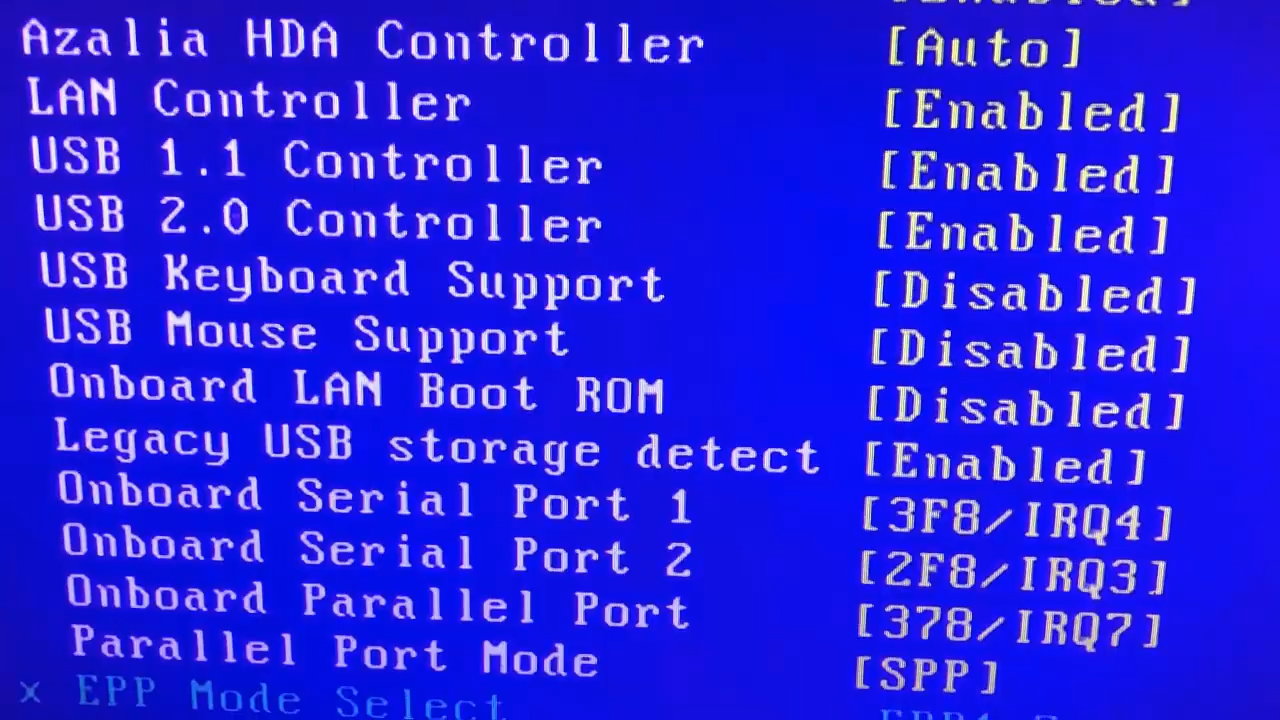 [Enabled]
Azalia HDA Controller [Auto]
LAN Controller [Enabled]
USB 1.1 Controller [Enabled]
USB 2.0 Controller [Enabled]
USB Keyboard Support [Disabled]
USB Mouse Support [Disabled]
Onboard LAN Boot ROM [Disabled]
Legacy USB storage detect [Enabled]
Onboard Serial Port 1 [3F8/IRQ4]
Onboard Serial Port 2 [2F8/IRQ3]
Onboard Parallel Port [378/IRQ7]
Parallel Port Mode [SPP]
x EPP Mode Select